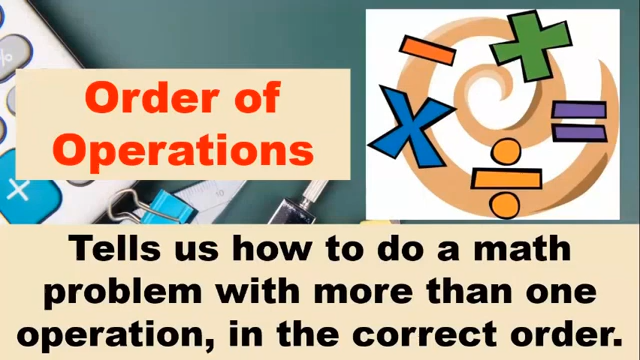 Order of
Operations
Tells us how to do a math
problem with more than one
operation, in the correct order.